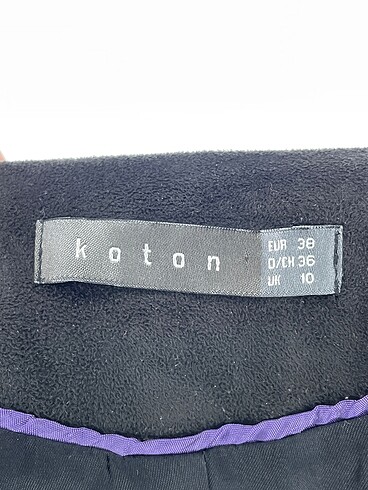 koton
EUR 38
D/CH 36
UK 10